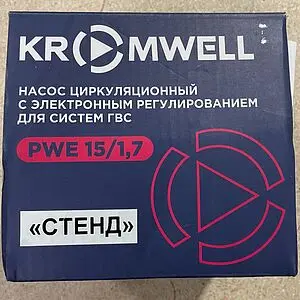 KROMWELL
НАСОС ЦИРКУЛЯЦИОННЫЙ
С ЭЛЕКТРОННЫМ РЕГУЛИРОВАНИЕМ
ДЛЯ СИСТЕМ ГВС
PWE 15/1,7
«СТЕНД»